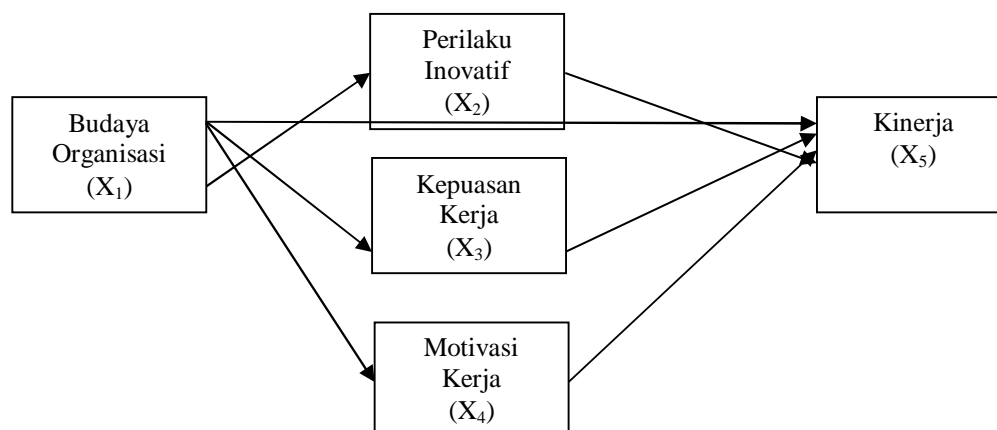 Budaya
Organisasi
(X₁)
Perilaku
Inovatif
(X₂)
Kepuasan
Kerja
(X₃)
Motivasi
Kerja
(X₄)
Kinerja
(X₅)